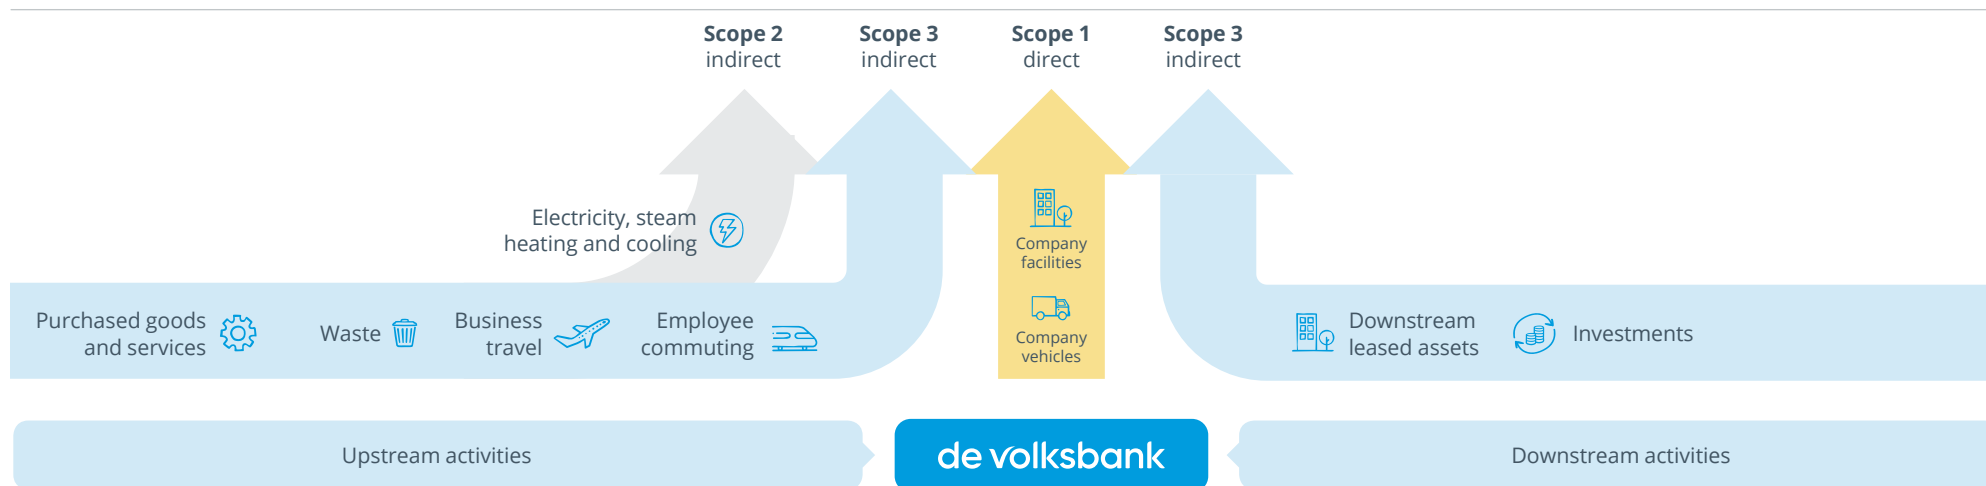 Scope 2
indirect
Scope 3
indirect
Scope 1
direct
Scope 3
indirect
Electricity, steam
heating and cooling
Company
facilities
Company
vehicles
Purchased goods
and services
Waste
Business
travel
Employee
commuting
Downstream
leased assets
Investments
Upstream activities
de volksbank
Downstream activities